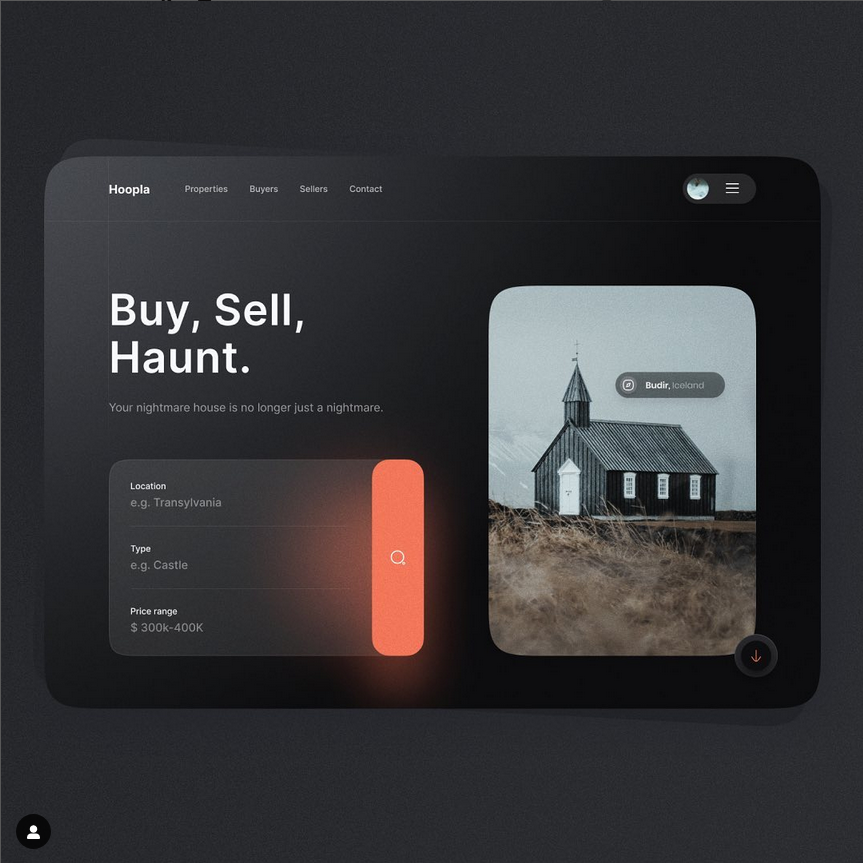 Hoopla
Properties
Buyers
Sellers
Contact
Buy, Sell,
Haunt.
Your nightmare house is no longer just a nightmare.
Location
e.g. Transylvania
Type
e.g. Castle
Price range
$ 300k-400K
Budir, Iceland